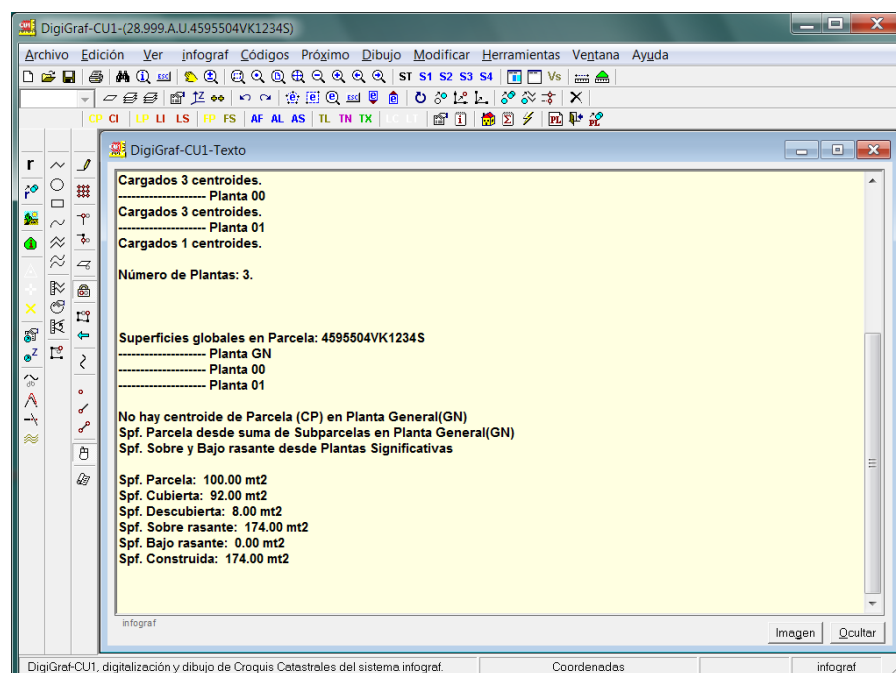 DigiGraf-CU1-(28.999.A.U.4595504VK1234S)
Archivo Edición Ver infograf Códigos Próximo Dibujo Modificar Herramientas Ventana Ayuda
ST S1 S2 S3 S4 Vs
CP CI LP LI LS FP FS AF AL AS TL TN TX LC LT PL PL
DigiGraf-CU1-Texto
Cargados 3 centroides.
-------------------- Planta 00
Cargados 3 centroides.
-------------------- Planta 01
Cargados 1 centroides.
Número de Plantas: 3.
Superficies globales en Parcela: 4595504VK1234S
-------------------- Planta GN
-------------------- Planta 00
-------------------- Planta 01
No hay centroide de Parcela (CP) en Planta General(GN)
Spf. Parcela desde suma de Subparcelas en Planta General(GN)
Spf. Sobre y Bajo rasante desde Plantas Significativas
Spf. Parcela: 100.00 mt2
Spf. Cubierta: 92.00 mt2
Spf. Descubierta: 8.00 mt2
Spf. Sobre rasante: 174.00 mt2
Spf. Bajo rasante: 0.00 mt2
Spf. Construida: 174.00 mt2
infograf
Imagen Ocultar
DigiGraf-CU1, digitalización y dibujo de Croquis Catastrales del sistema infograf. Coordenadas infograf